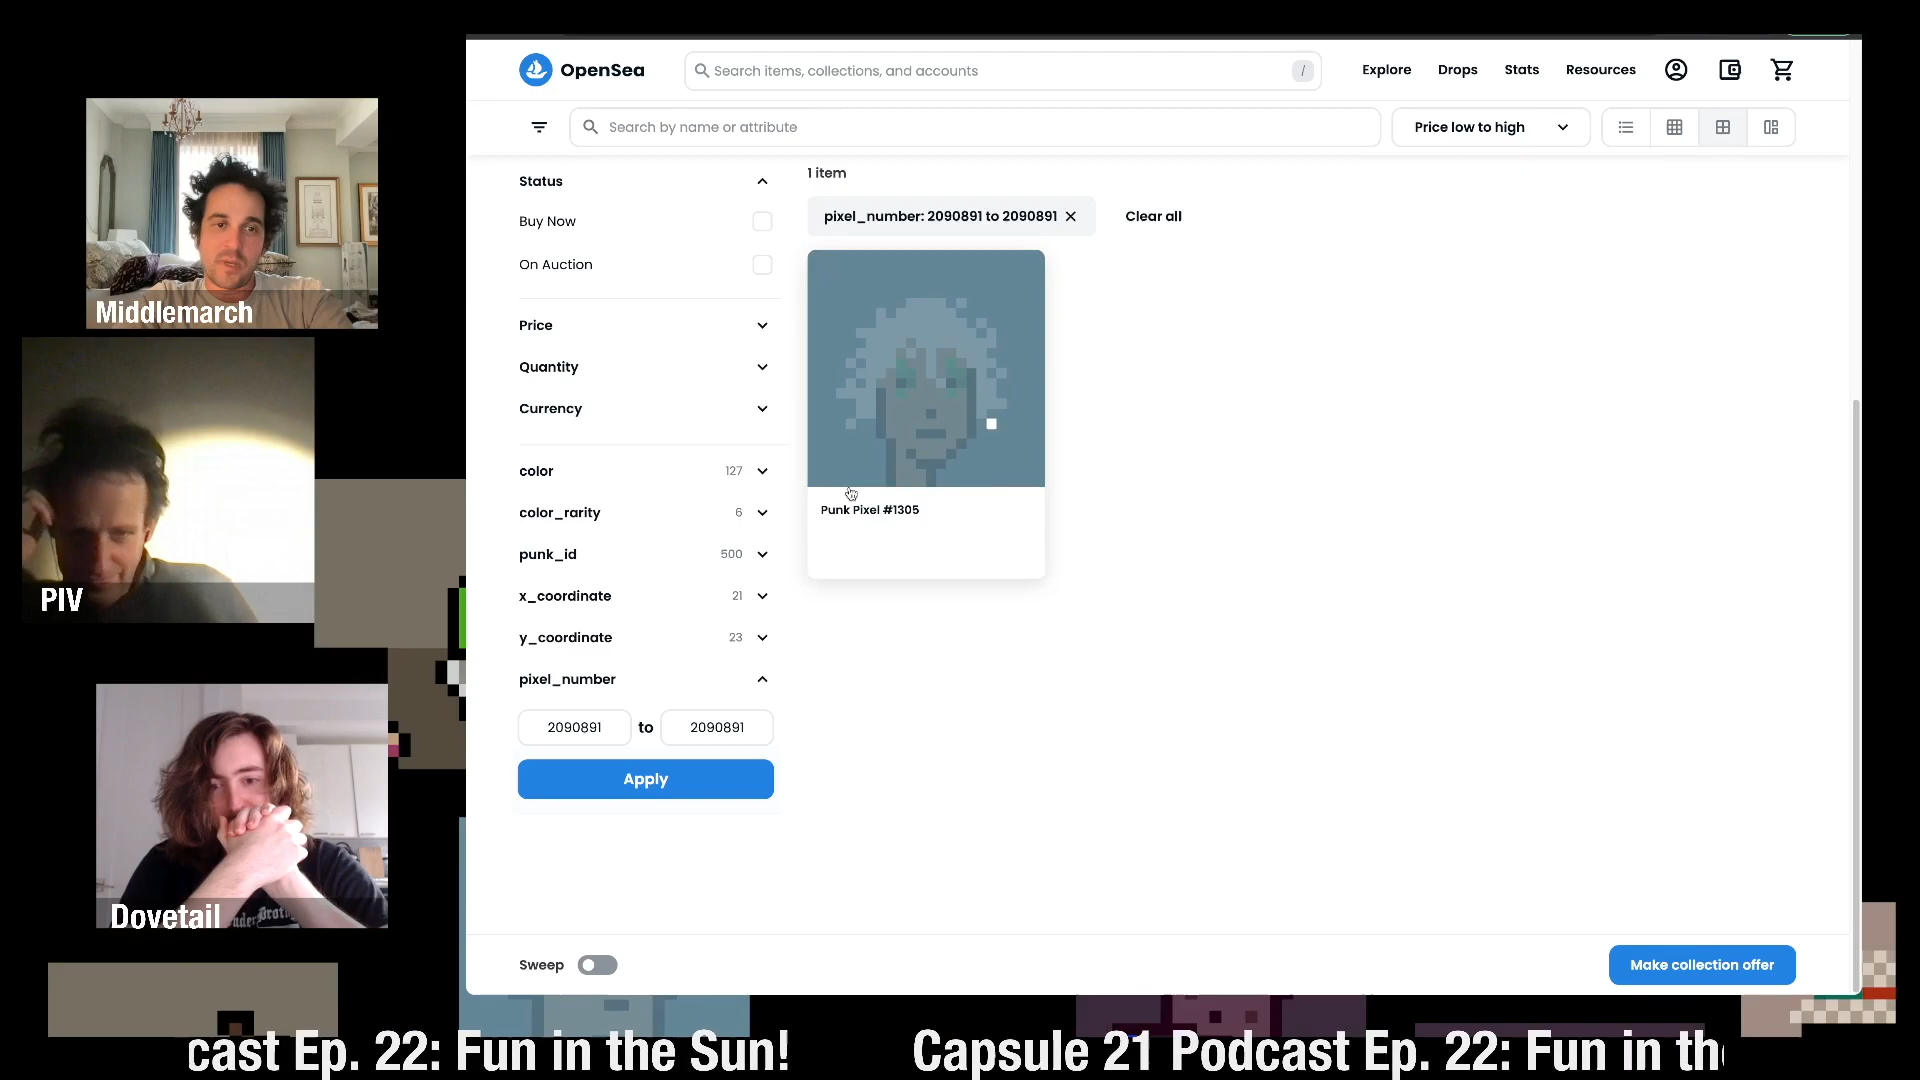 OpenSea
Search items, collections, and accounts
/
Explore
Drops
Stats
Resources
Search by name or attribute
Price low to high
Status
Buy Now
On Auction
Price
Quantity
Currency
color 127
color_rarity 6
punk_id 500
x_coordinate 21
y_coordinate 23
pixel_number
2090891 to 2090891
Apply
1 item
pixel_number: 2090891 to 2090891
Clear all
Punk Pixel #1305
Sweep
Make collection offer
Middlemarch
PIV
Dovetail
cast Ep. 22: Fun in the Sun!
Capsule 21 Podcast Ep. 22: Fun in th